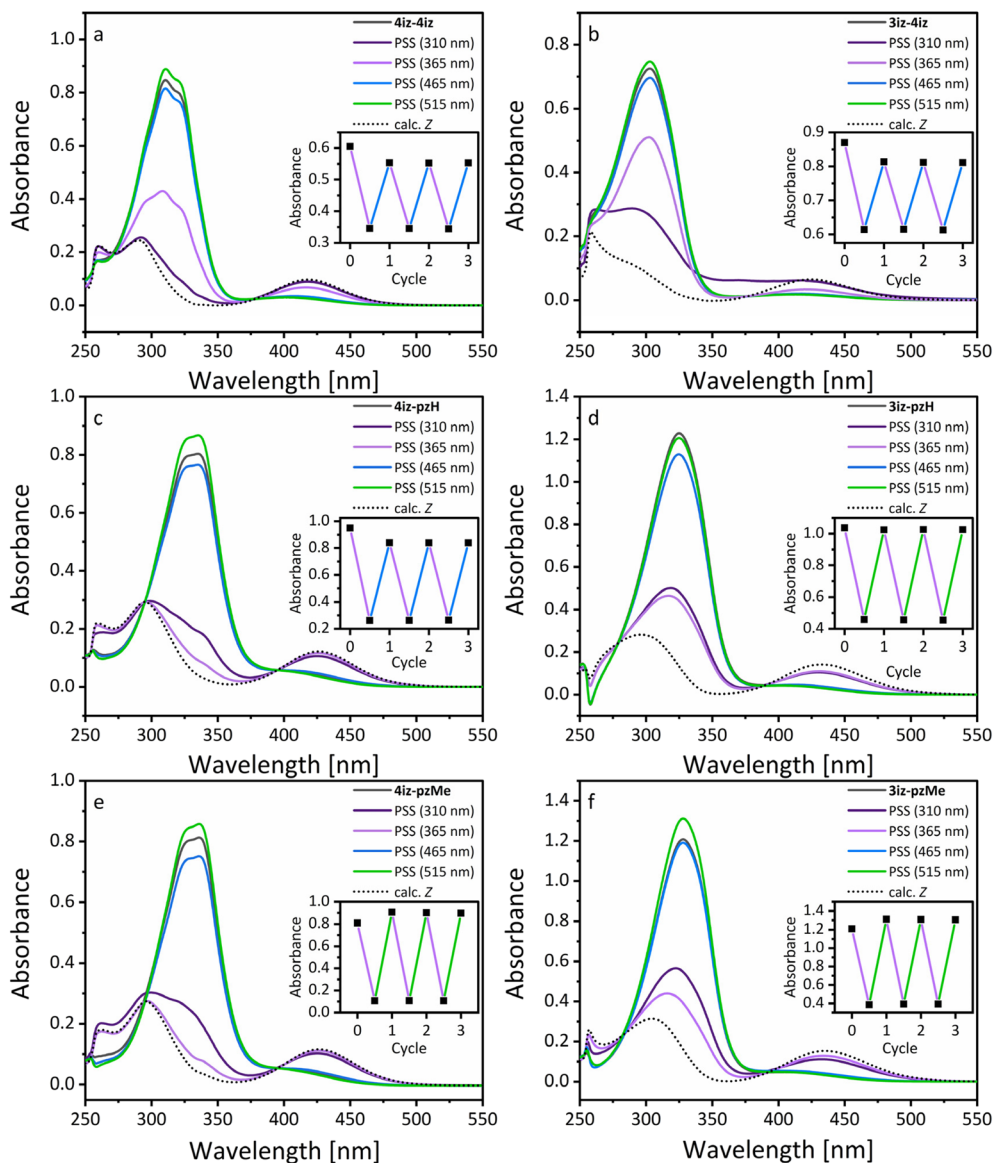 a
4iz-4iz
PSS (310 nm)
PSS (365 nm)
PSS (465 nm)
PSS (515 nm)
calc. Z
Absorbance
1.0
0.8
0.6
0.4
0.2
0.0
250 300 350 400 450 500 550
Wavelength [nm]
Absorbance
0.6
0.5
0.4
0.3
0 1 2 3
Cycle
b
3iz-4iz
PSS (310 nm)
PSS (365 nm)
PSS (465 nm)
PSS (515 nm)
calc. Z
Absorbance
0.8
0.6
0.4
0.2
0.0
250 300 350 400 450 500 550
Wavelength [nm]
Absorbance
0.9
0.8
0.7
0.6
0 1 2 3
Cycle
c
4iz-pzH
PSS (310 nm)
PSS (365 nm)
PSS (465 nm)
PSS (515 nm)
calc. Z
Absorbance
1.0
0.8
0.6
0.4
0.2
0.0
250 300 350 400 450 500 550
Wavelength [nm]
Absorbance
1.0
0.8
0.6
0.4
0.2
0 1 2 3
Cycle
d
3iz-pzH
PSS (310 nm)
PSS (365 nm)
PSS (465 nm)
PSS (515 nm)
calc. Z
Absorbance
1.4
1.2
1.0
0.8
0.6
0.4
0.2
0.0
250 300 350 400 450 500 550
Wavelength [nm]
Absorbance
1.0
0.8
0.6
0.4
0 1 2 3
Cycle
e
4iz-pzMe
PSS (310 nm)
PSS (365 nm)
PSS (465 nm)
PSS (515 nm)
calc. Z
Absorbance
1.0
0.8
0.6
0.4
0.2
0.0
250 300 350 400 450 500 550
Wavelength [nm]
Absorbance
1.0
0.9
0.8
0.7
0.6
0.5
0.4
0.3
0.2
0.1
0.0
0 1 2 3
Cycle
f
3iz-pzMe
PSS (310 nm)
PSS (365 nm)
PSS (465 nm)
PSS (515 nm)
calc. Z
Absorbance
1.4
1.2
1.0
0.8
0.6
0.4
0.2
0.0
250 300 350 400 450 500 550
Wavelength [nm]
Absorbance
1.4
1.2
1.0
0.8
0.6
0.4
0 1 2 3
Cycle